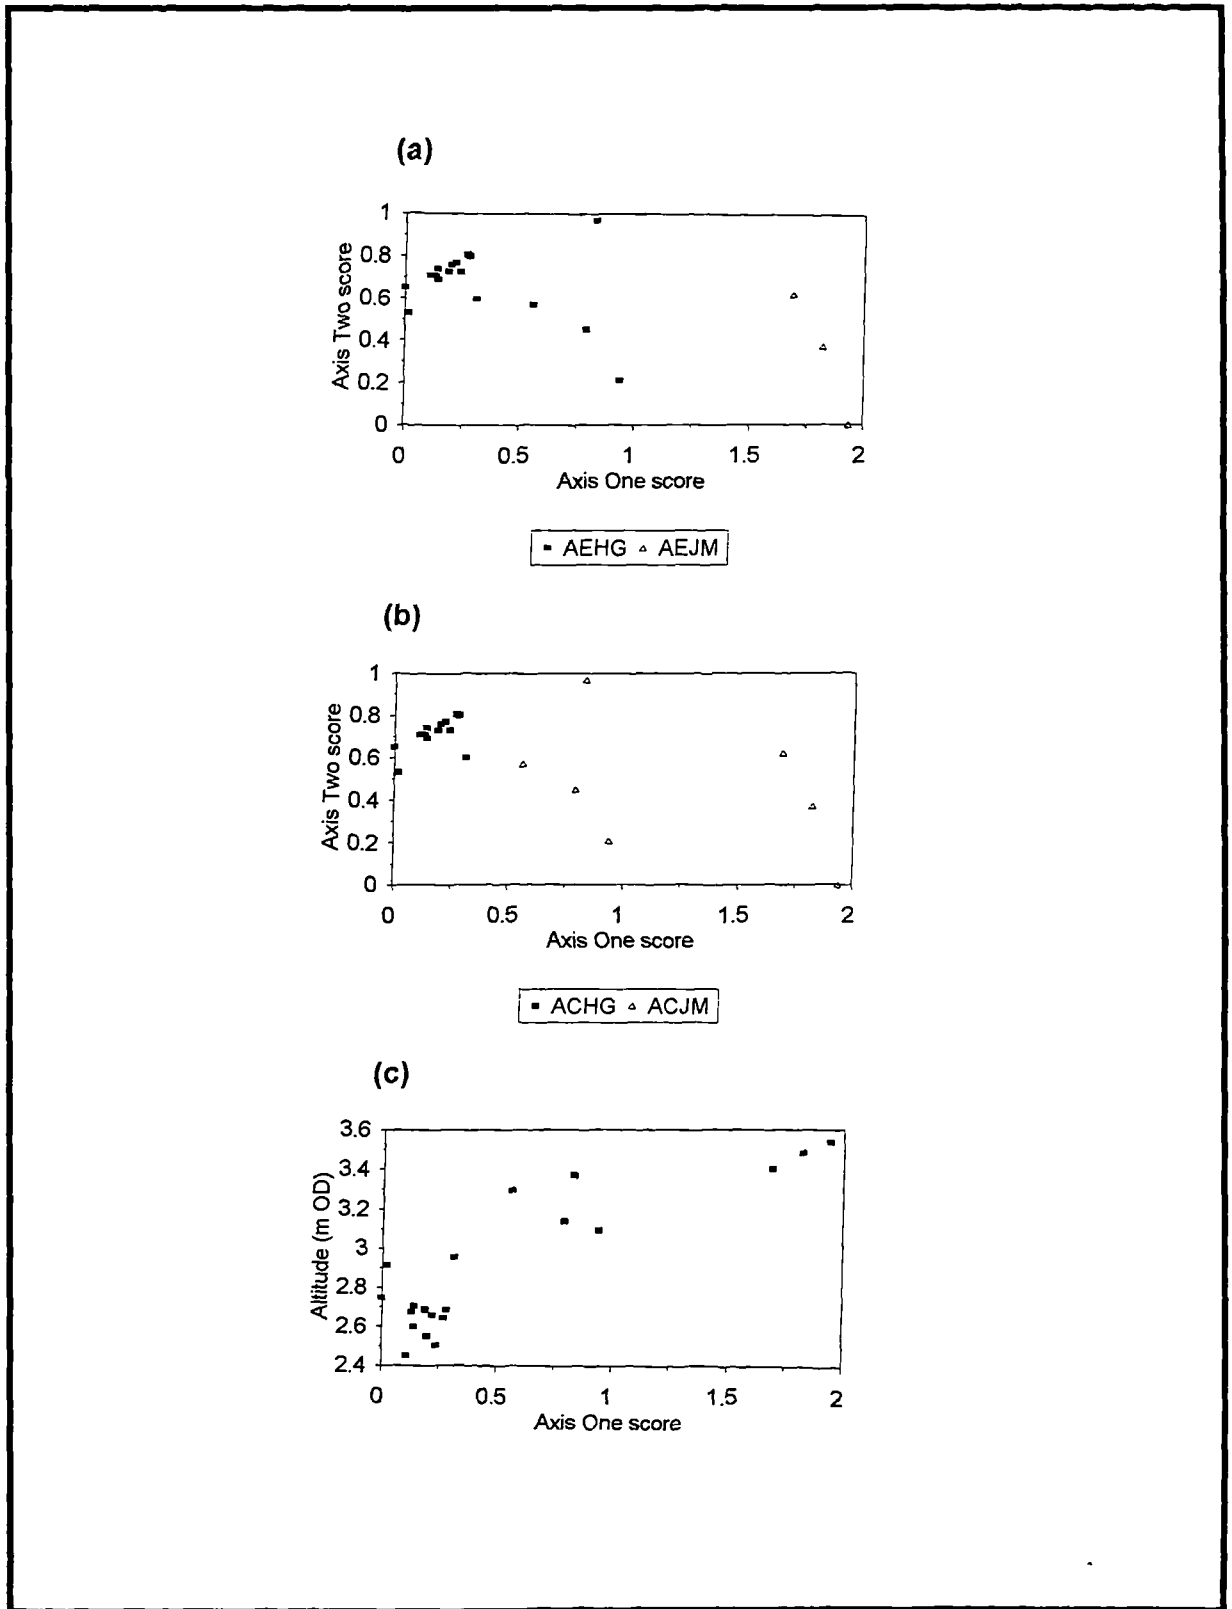 (a)
1
0.8
0.6
0.4
0.2
0
Axis Two score
0 0.5 1 1.5 2
Axis One score
AEHG AEJM
(b)
1
0.8
0.6
0.4
0.2
0
Axis Two score
0 0.5 1 1.5 2
Axis One score
ACHG ACJM
(c)
3.6
3.4
3.2
3
2.8
2.6
2.4
Altitude (m OD)
0 0.5 1 1.5 2
Axis One score